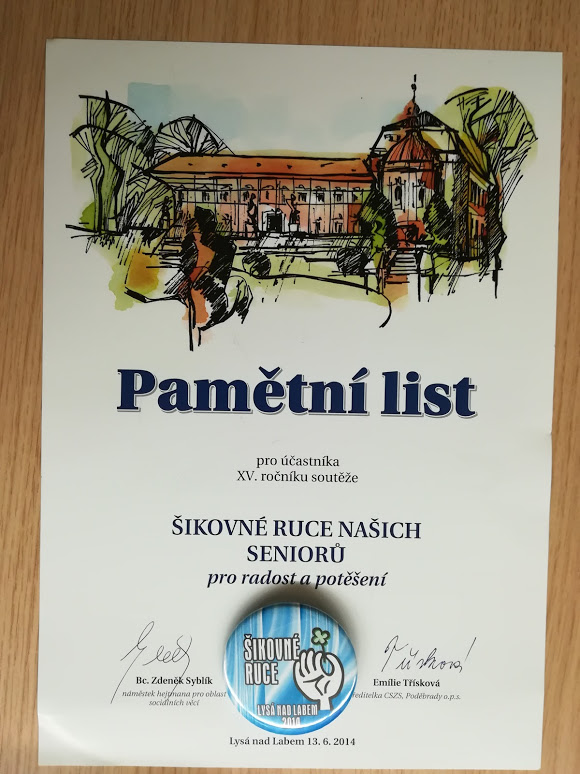 Pamětní list
pro účastníka
XV. ročníku soutěže
ŠIKOVNÉ RUCE NAŠICH
SENIORŮ
pro radost a potěšení
Bc. Zdeněk Syblík
náměstek hejtmana pro oblast
sociálních věcí
ŠIKOVNÉ
RUCE
LYSÁ NAD LABEM
Emílie Třísková
ředitelka CSZS, Poděbrady o.p.s.
Lysá nad Labem 13. 6. 2014